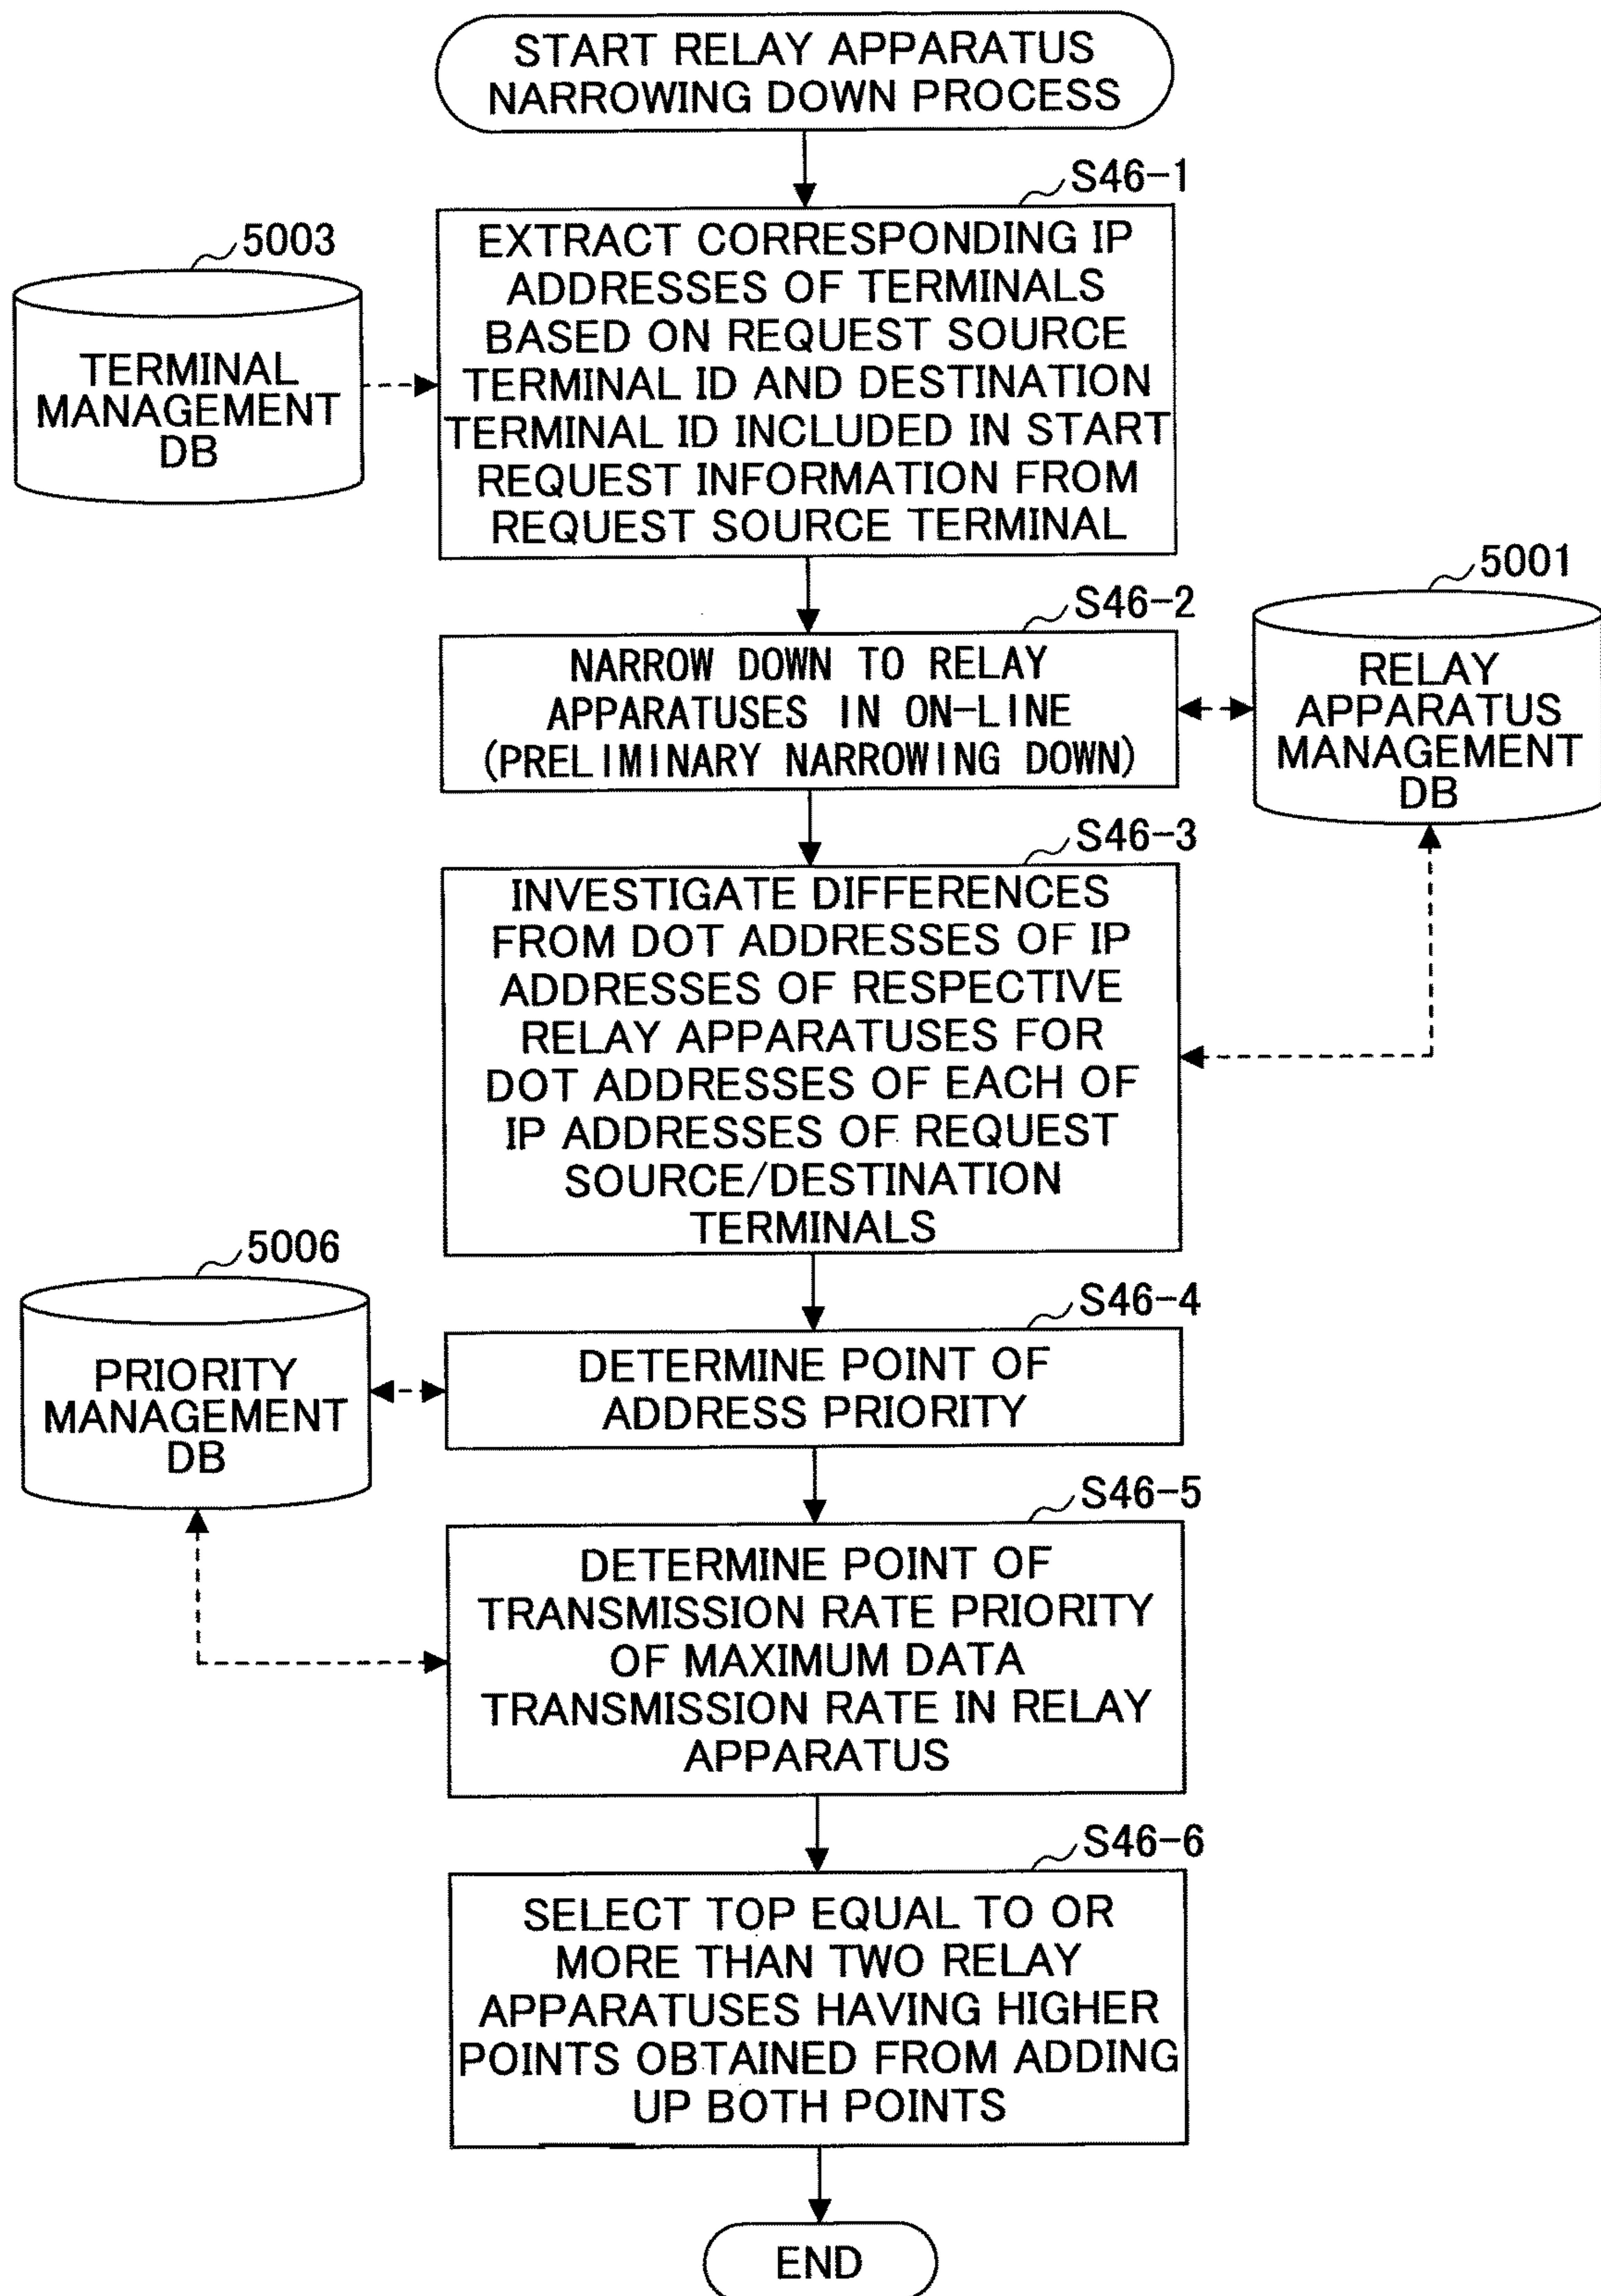 START RELAY APPARATUS
NARROWING DOWN PROCESS
S46-1
5003
EXTRACT CORRESPONDING IP
ADDRESSES OF TERMINALS
BASED ON REQUEST SOURCE
TERMINAL ID AND DESTINATION
TERMINAL ID INCLUDED IN START
REQUEST INFORMATION FROM
REQUEST SOURCE TERMINAL
TERMINAL
MANAGEMENT
DB
5001
S46-2
NARROW DOWN TO RELAY
APPARATUSES IN ON-LINE
(PRELIMINARY NARROWING DOWN)
RELAY
APPARATUS
MANAGEMENT
DB
S46-3
INVESTIGATE DIFFERENCES
FROM DOT ADDRESSES OF IP
ADDRESSES OF RESPECTIVE
RELAY APPARATUSES FOR
DOT ADDRESSES OF EACH OF
IP ADDRESSES OF REQUEST
SOURCE/DESTINATION
TERMINALS
5006
S46-4
PRIORITY
MANAGEMENT
DB
DETERMINE POINT OF
ADDRESS PRIORITY
S46-5
DETERMINE POINT OF
TRANSMISSION RATE PRIORITY
OF MAXIMUM DATA
TRANSMISSION RATE IN RELAY
APPARATUS
S46-6
SELECT TOP EQUAL TO OR
MORE THAN TWO RELAY
APPARATUSES HAVING HIGHER
POINTS OBTAINED FROM ADDING
UP BOTH POINTS
END